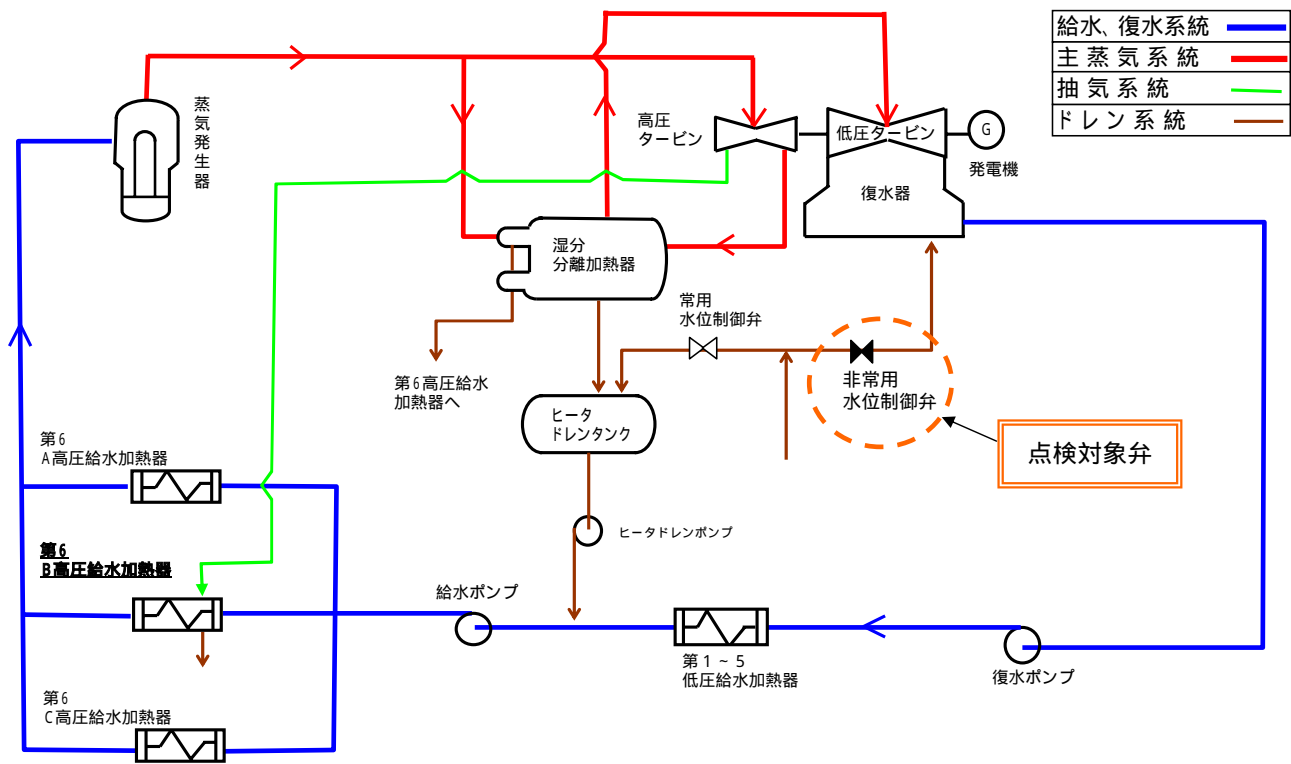 給水、復水系統
主蒸気系統
抽気系統
ドレン系統
蒸気発生器
高圧
タービン
低圧タービン
G
発電機
復水器
湿分
分離加熱器
常用
水位制御弁
非常用
水位制御弁
点検対象弁
第6高圧給水
加熱器へ
ヒータ
ドレンタンク
第6
A高圧給水加熱器
ヒータドレンポンプ
第6
B高圧給水加熱器
給水ポンプ
第1~5
低圧給水加熱器
復水ポンプ
第6
C高圧給水加熱器